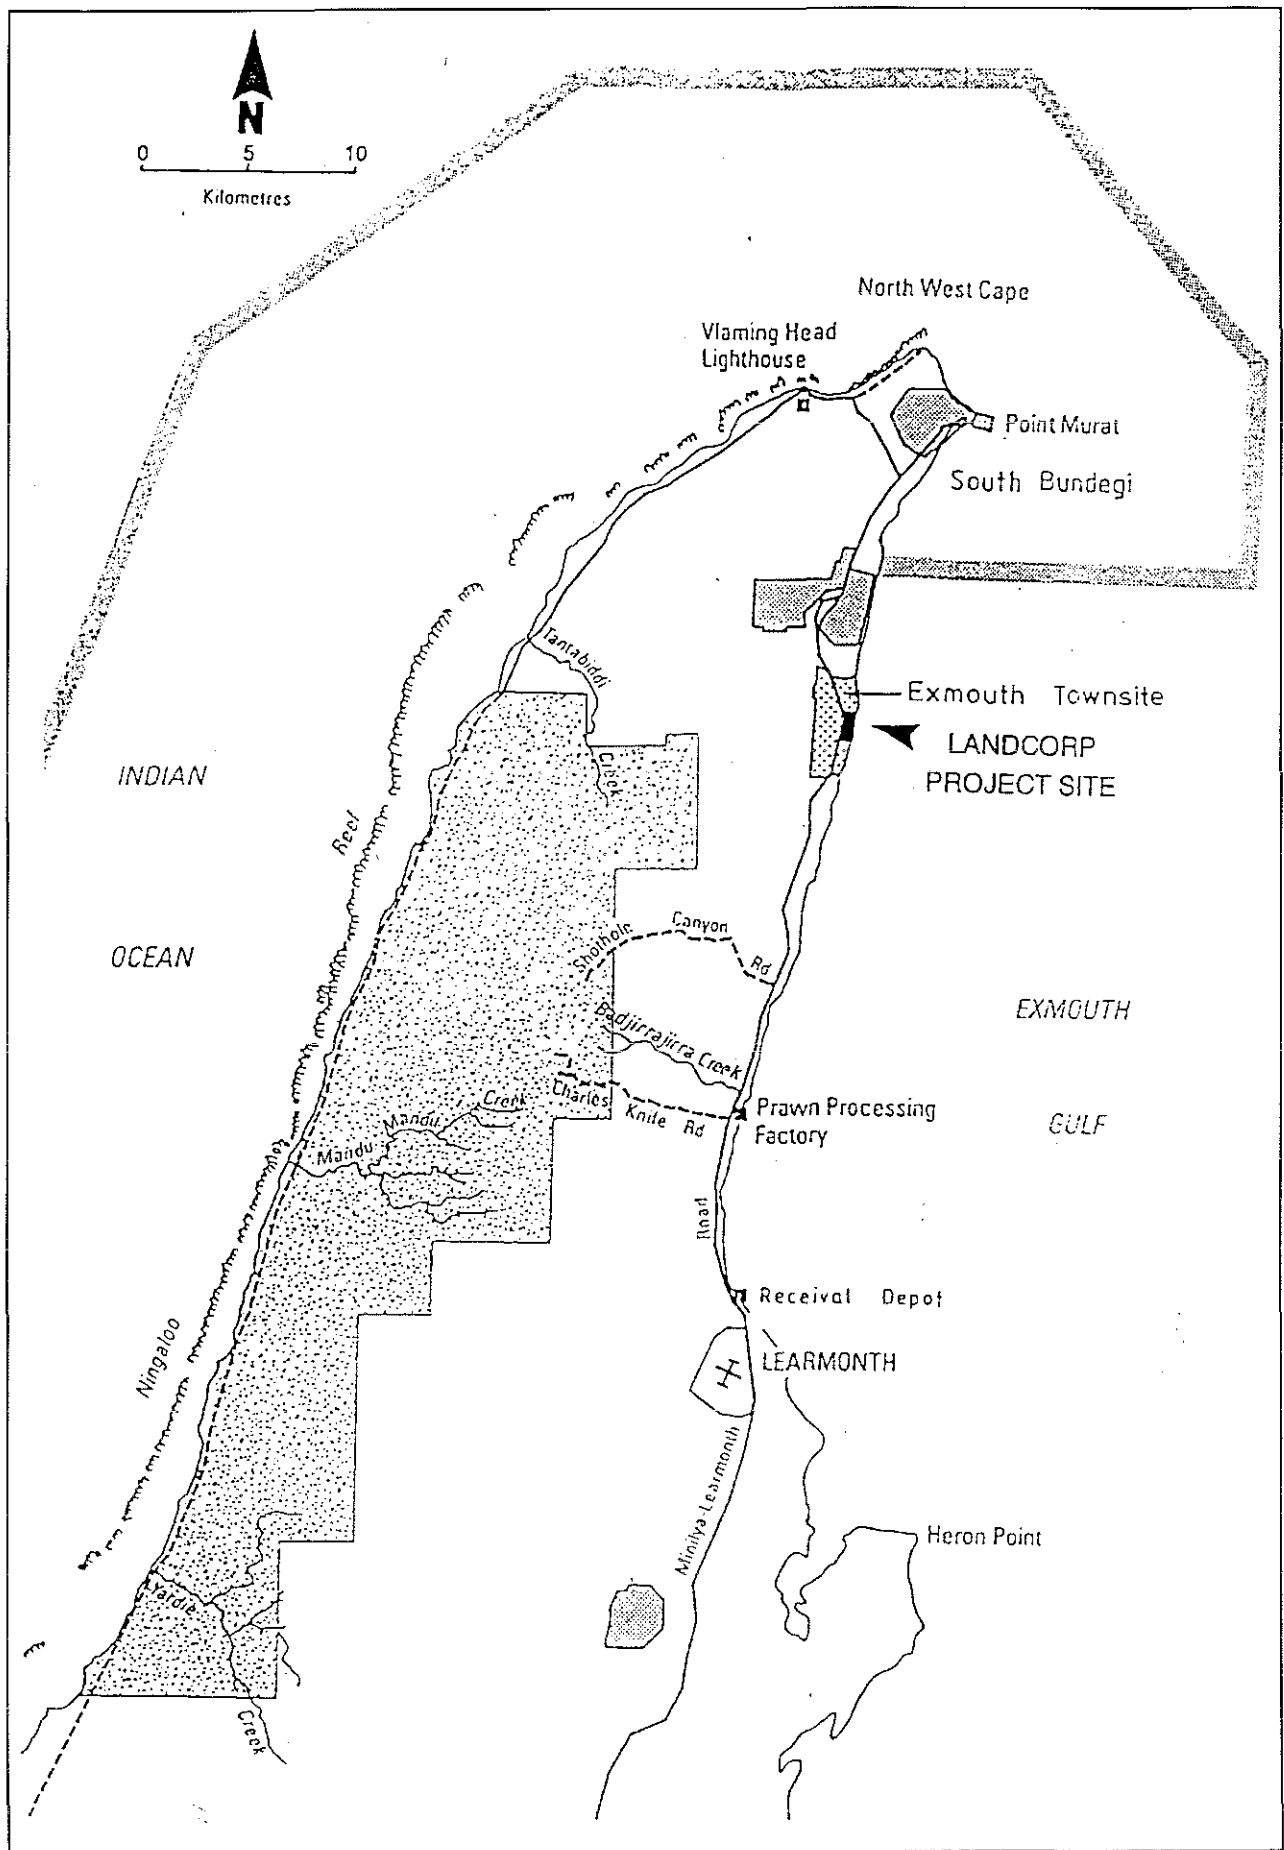 N
0 5 10
Kilometres
North West Cape
Vlaming Head
Lighthouse
Point Murat
South Bundegi
Tantabiddi
Creek
Exmouth Townsite
LANDCORP
PROJECT SITE
INDIAN
OCEAN
Reef
Ningaloo
Shothole Canyon Rd
Badjirrajirra Creek
Charles Knife Rd
Prawn Processing
Factory
EXMOUTH
GULF
Mandu Mandu Creek
Road
Receival Depot
LEARMONTH
Minilya-Learmonth
Heron Point
Yardie
Creek